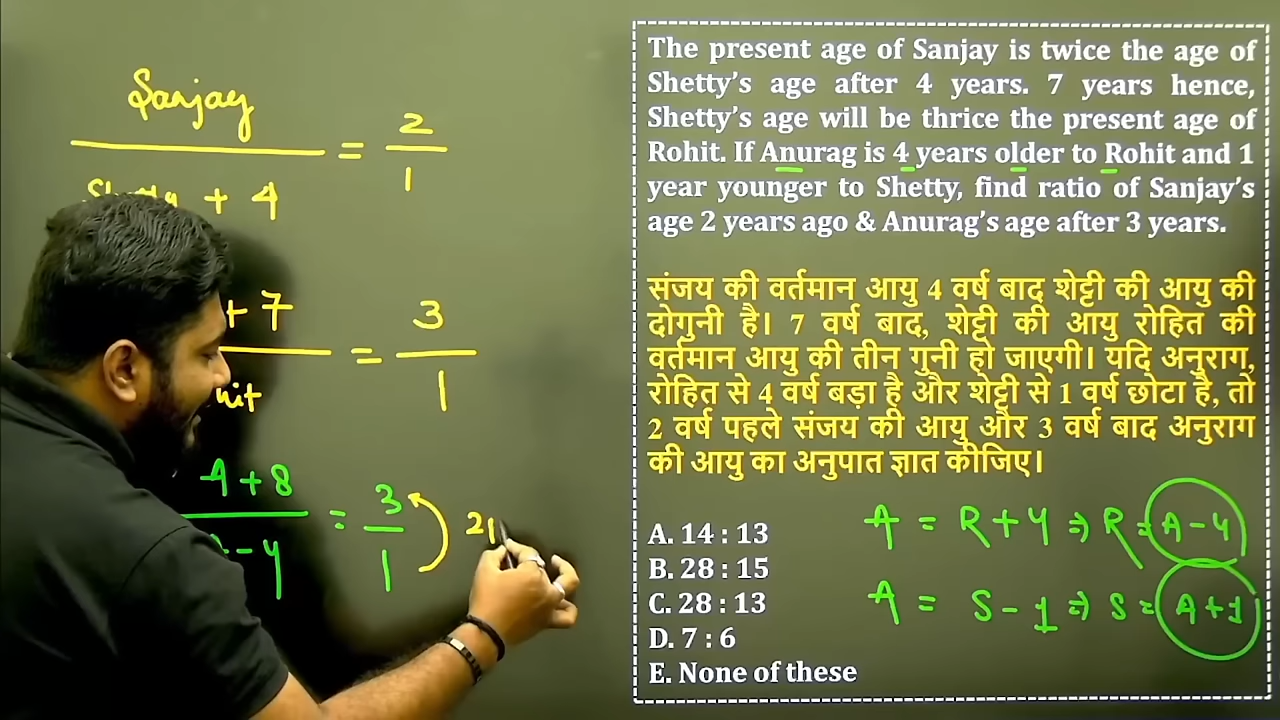 Sanjay
= 2
1
+ 4
+ 7
= 3
1
A+8
= 3
1
-4
21
The present age of Sanjay is twice the age of
Shetty's age after 4 years. 7 years hence,
Shetty's age will be thrice the present age of
Rohit. If Anurag is 4 years older to Rohit and 1
year younger to Shetty, find ratio of Sanjay's
age 2 years ago & Anurag's age after 3 years.
संजय की वर्तमान आयु 4 वर्ष बाद शेट्टी की आयु की
दोगुनी है। 7 वर्ष बाद, शेट्टी की आयु रोहित की
वर्तमान आयु की तीन गुनी हो जाएगी। यदि अनुराग,
रोहित से 4 वर्ष बड़ा है और शेट्टी से 1 वर्ष छोटा है, तो
2 वर्ष पहले संजय की आयु और 3 वर्ष बाद अनुराग
की आयु का अनुपात ज्ञात कीजिए।
A. 14 : 13
B. 28 : 15
C. 28 : 13
D. 7 : 6
E. None of these
A = R+4 ⇒ R = A-4
A = S-1 ⇒ S = A+1